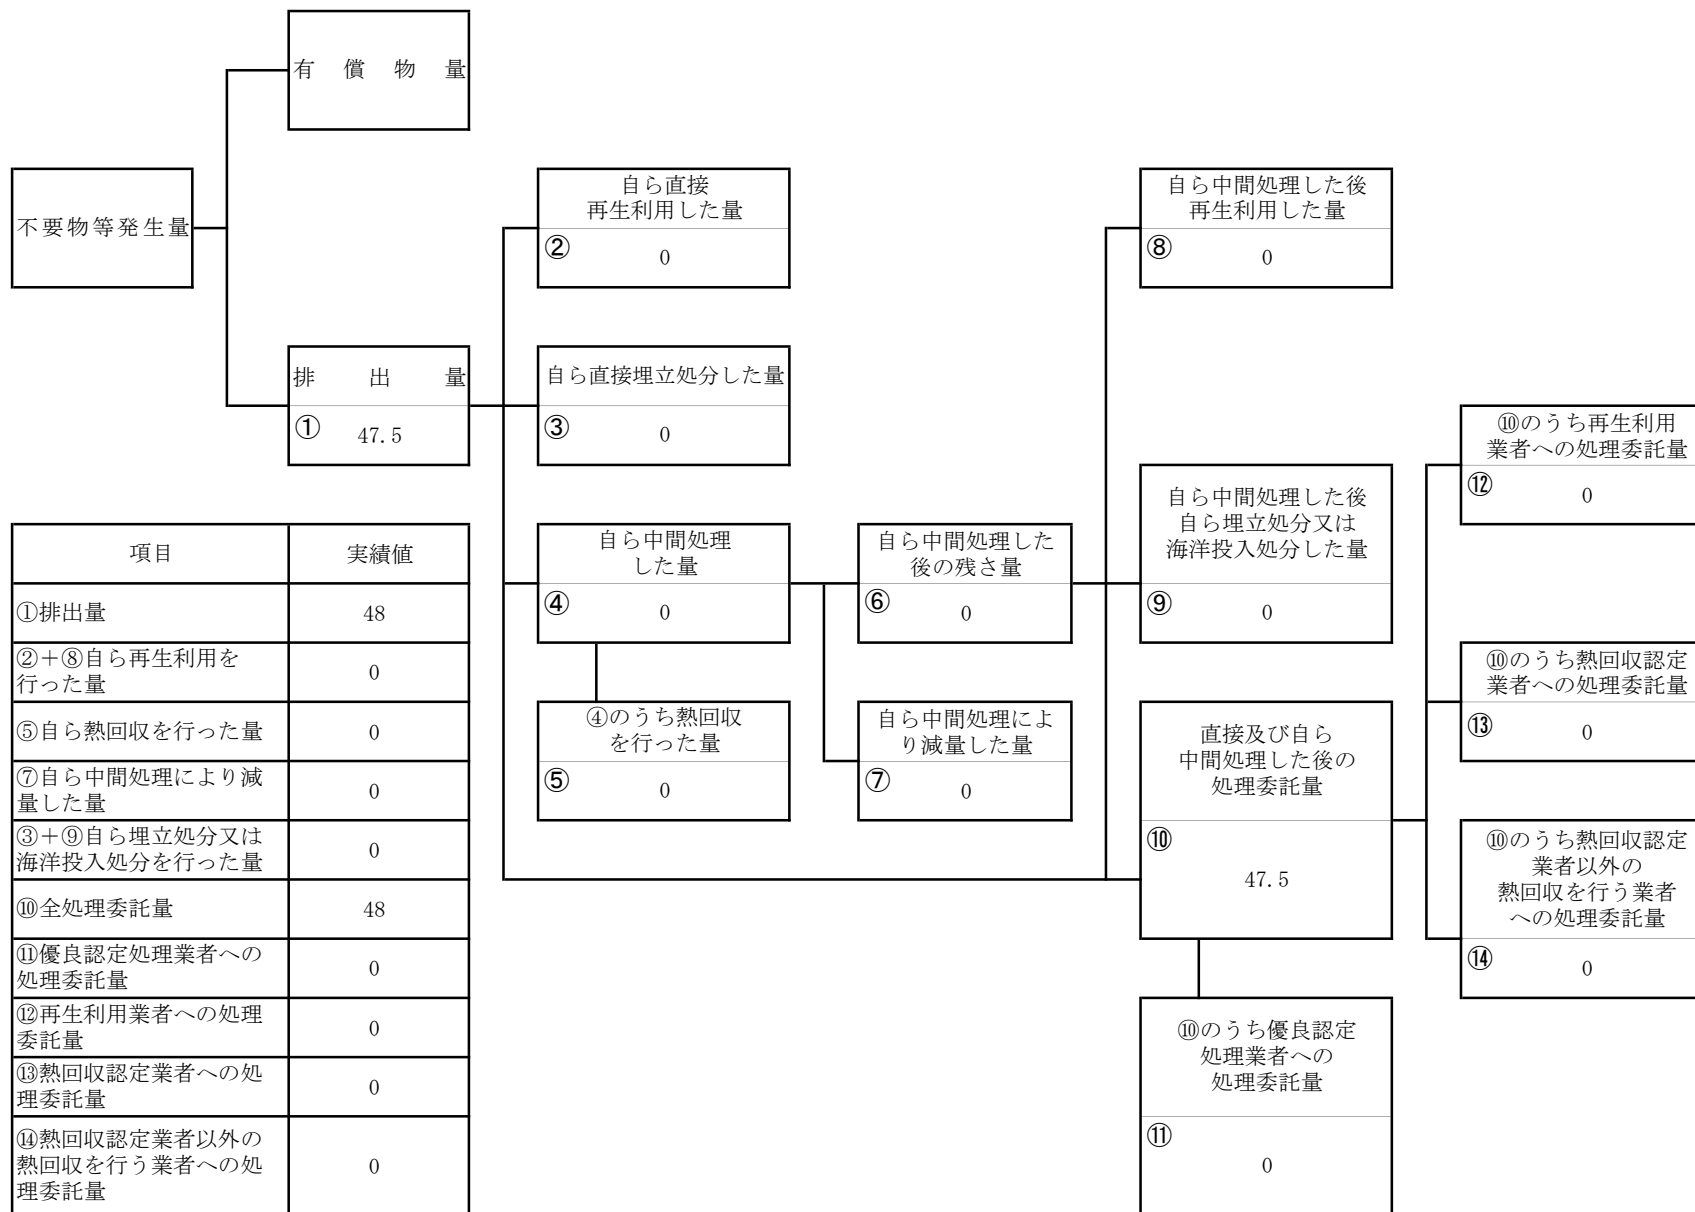 有償物量
不要物等発生量
自ら直接
再生利用した量
②
0
自ら中間処理した後
再生利用した量
⑧
0
排出量
①
47.5
自ら直接埋立処分した量
③
0
⑩のうち再生利用
業者への処理委託量
⑫
0
自ら中間処理
した量
④
0
自ら中間処理した
後の残さ量
⑥
0
自ら中間処理した後
自ら埋立処分又は
海洋投入処分した量
⑨
0
④のうち熱回収
を行った量
⑤
0
自ら中間処理によ
り減量した量
⑦
0
直接及び自ら
中間処理した後の
処理委託量
⑩
47.5
⑩のうち熱回収認定
業者への処理委託量
⑬
0
⑩のうち熱回収認定
業者以外の
熱回収を行う業者
への処理委託量
⑭
0
⑩のうち優良認定
処理業者への
処理委託量
⑪
0
項目 実績値
①排出量 48
②＋⑧自ら再生利用を
行った量 0
⑤自ら熱回収を行った量 0
⑦自ら中間処理により減
量した量 0
③＋⑨自ら埋立処分又は
海洋投入処分を行った量 0
⑩全処理委託量 48
⑪優良認定処理業者への
処理委託量 0
⑫再生利用業者への処理
委託量 0
⑬熱回収認定業者への処
理委託量 0
⑭熱回収認定業者以外の
熱回収を行う業者への処
理委託量 0